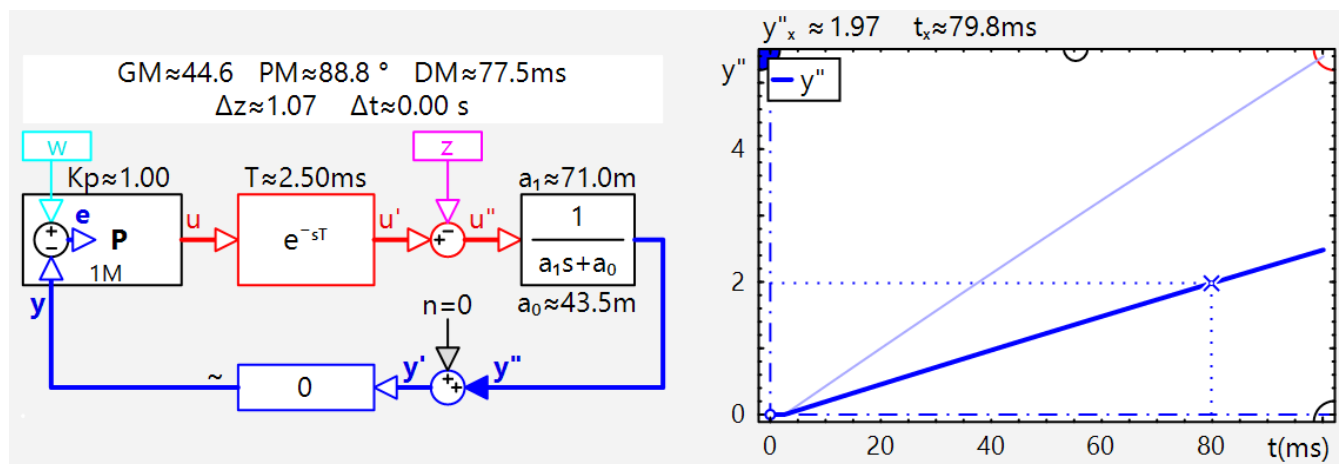 GM≈44.6 PM≈88.8 ° DM≈77.5ms
Δz≈1.07 Δt≈0.00 s
w
z
Kp≈1.00
T≈2.50ms
a₁≈71.0m
e
P
1M
+
−
u
e⁻ˢᵀ
u'
+
−
u"
1
a₁s+a₀
a₀≈43.5m
y
n=0
~
0
y'
+
+
y"
y"ₓ ≈1.97 tₓ≈79.8ms
y"
y"
4
2
0
0 20 40 60 80 t(ms)